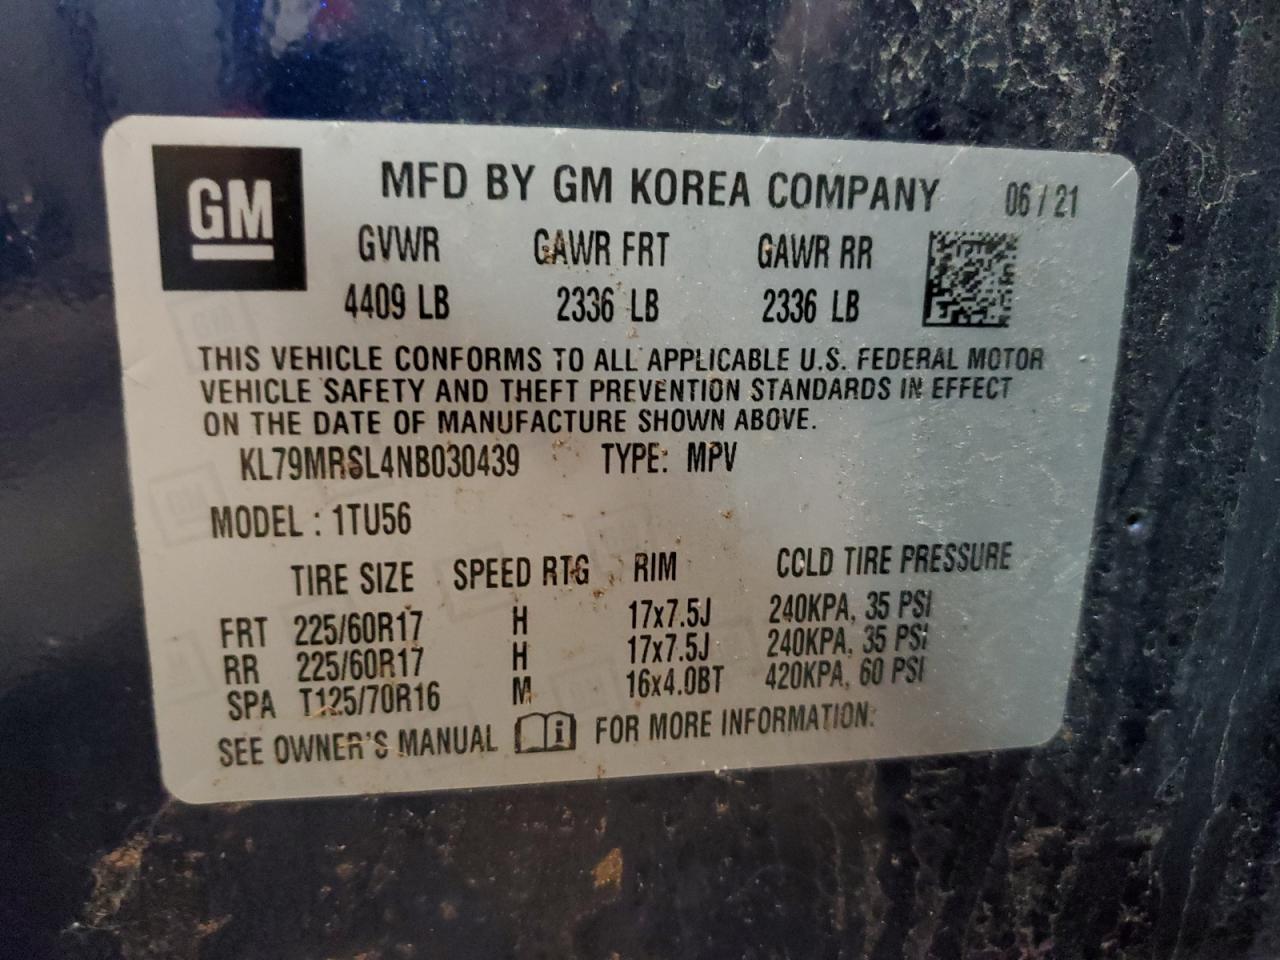 GM MFD BY GM KOREA COMPANY 06 / 21
GVWR GAWR FRT GAWR RR
4409 LB 2336 LB 2336 LB
THIS VEHICLE CONFORMS TO ALL APPLICABLE U.S. FEDERAL MOTOR
VEHICLE SAFETY AND THEFT PREVENTION STANDARDS IN EFFECT
ON THE DATE OF MANUFACTURE SHOWN ABOVE.
KL79MRSL4NB030439 TYPE: MPV
MODEL : 1TU56
TIRE SIZE SPEED RTG RIM COLD TIRE PRESSURE
FRT 225/60R17 H 17x7.5J 240KPA, 35 PSI
RR 225/60R17 H 17x7.5J 240KPA, 35 PSI
SPA T125/70R16 M 16x4.0BT 420KPA, 60 PSI
SEE OWNER'S MANUAL i FOR MORE INFORMATION.